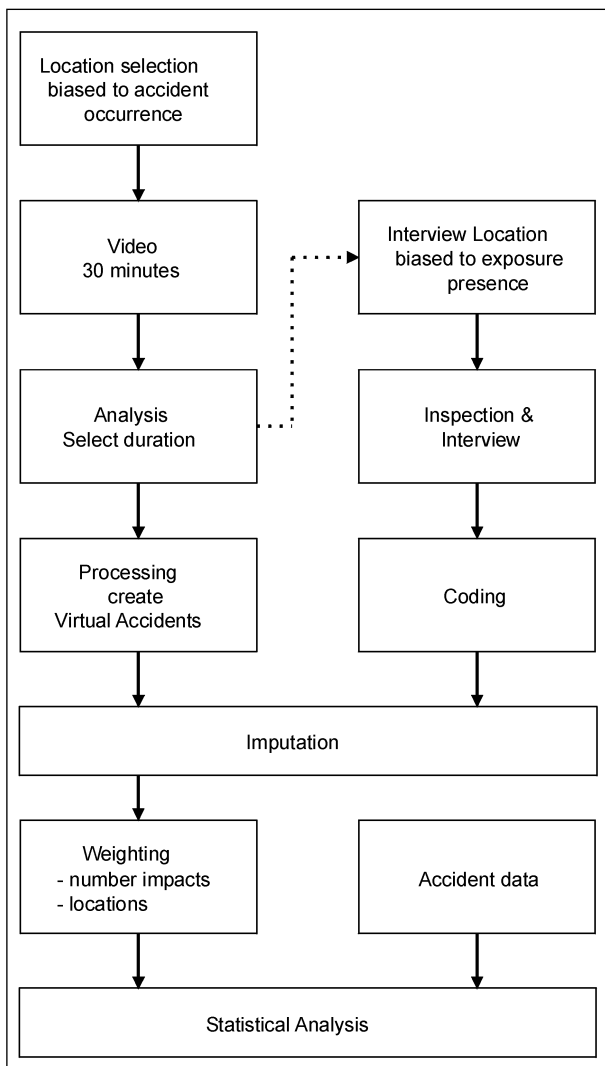 Location selection
biased to accident
occurrence
Video
30 minutes
Interview Location
biased to exposure
presence
Analysis
Select duration
Inspection &
Interview
Processing
create
Virtual Accidents
Coding
Imputation
Weighting
- number impacts
- locations
Accident data
Statistical Analysis